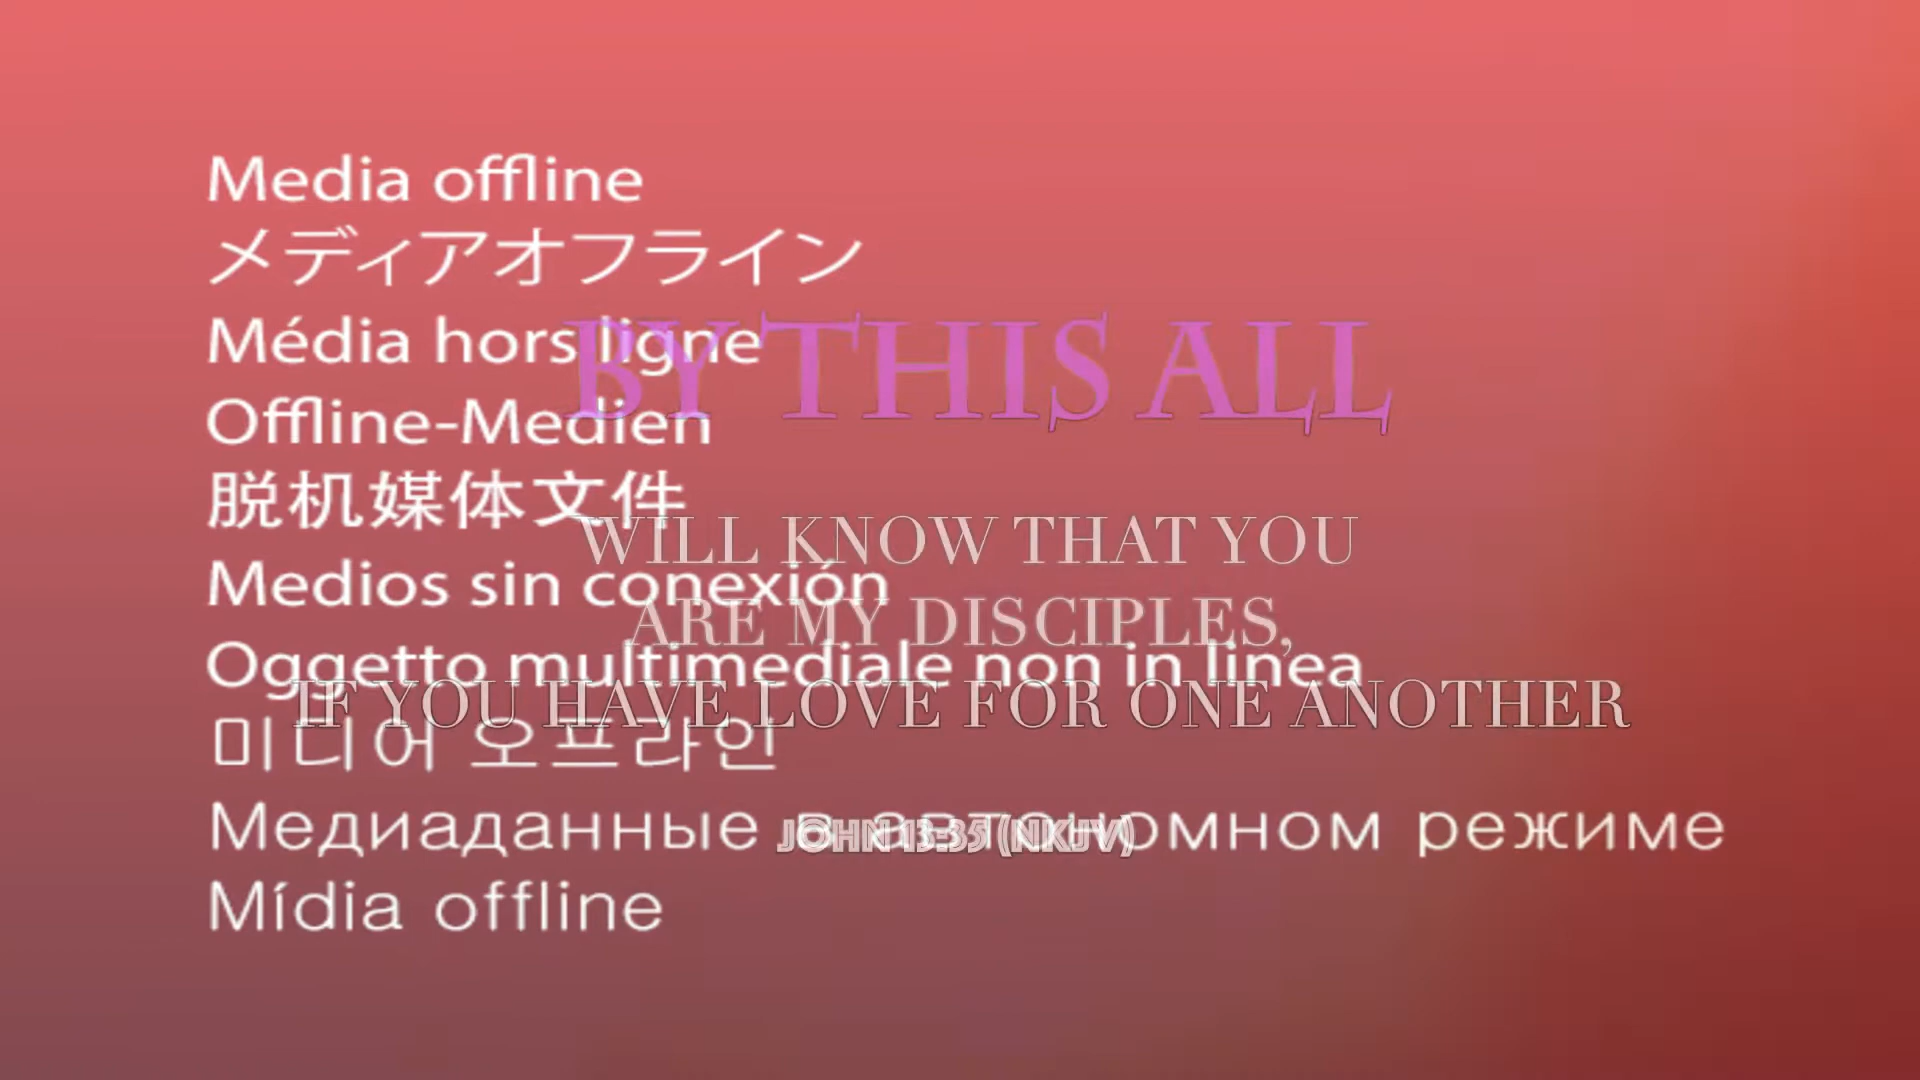 Media offline
メディアオフライン
Média hors ligne
BY THIS ALL
Offline-Medien
脱机媒体文件
WILL KNOW THAT YOU
Medios sin conexión
ARE MY DISCIPLES,
Oggetto multimediale non in linea
IF YOU HAVE LOVE FOR ONE ANOTHER
미디어 오프라인
Медиаданные в автономном режиме
JOHN 13:35 (NKJV)
Mídia offline